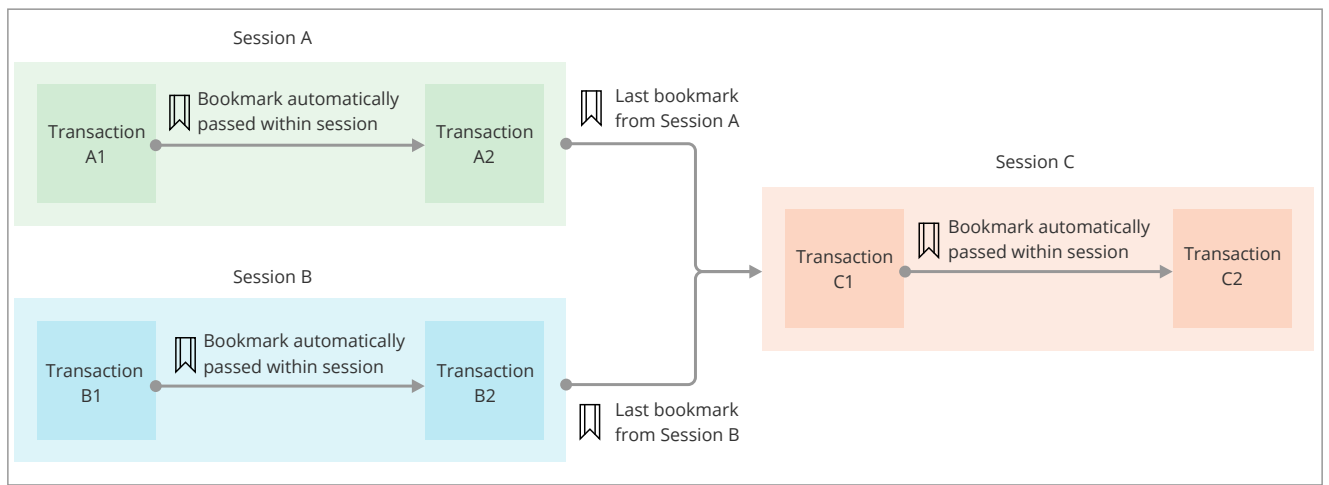 Session A
Transaction
A1
Bookmark automatically
passed within session
Transaction
A2
Last bookmark
from Session A
Session B
Transaction
B1
Bookmark automatically
passed within session
Transaction
B2
Last bookmark
from Session B
Session C
Transaction
C1
Bookmark automatically
passed within session
Transaction
C2